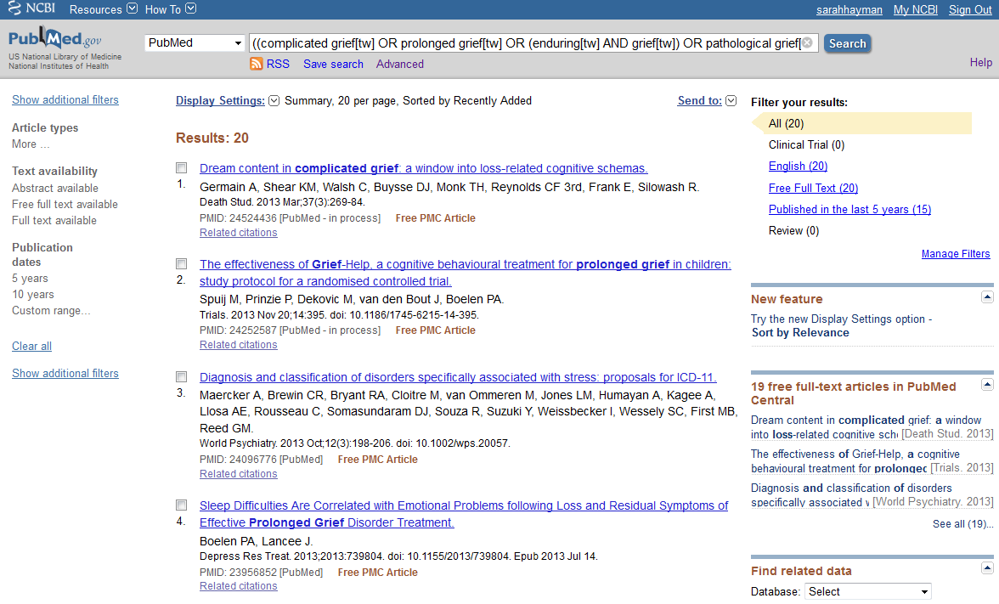 NCBI Resources How To sarahhayman My NCBI Sign Out
PubMed.gov
US National Library of Medicine
National Institutes of Health
PubMed ((complicated grief[tw] OR prolonged grief[tw] OR (enduring[tw] AND grief[tw]) OR pathological grief[ Search
RSS Save search Advanced Help
Show additional filters
Article types
More ...
Text availability
Abstract available
Free full text available
Full text available
Publication
dates
5 years
10 years
Custom range...
Clear all
Show additional filters
Display Settings: Summary, 20 per page, Sorted by Recently Added Send to:
Results: 20
Dream content in complicated grief: a window into loss-related cognitive schemas.
1. Germain A, Shear KM, Walsh C, Buysse DJ, Monk TH, Reynolds CF 3rd, Frank E, Silowash R.
Death Stud. 2013 Mar;37(3):269-84.
PMID: 24524436 [PubMed - in process] Free PMC Article
Related citations
The effectiveness of Grief-Help, a cognitive behavioural treatment for prolonged grief in children:
2. study protocol for a randomised controlled trial.
Spuij M, Prinzie P, Dekovic M, van den Bout J, Boelen PA.
Trials. 2013 Nov 20;14:395. doi: 10.1186/1745-6215-14-395.
PMID: 24252587 [PubMed - in process] Free PMC Article
Related citations
Diagnosis and classification of disorders specifically associated with stress: proposals for ICD-11.
3. Maercker A, Brewin CR, Bryant RA, Cloitre M, van Ommeren M, Jones LM, Humayan A, Kagee A,
Llosa AE, Rousseau C, Somasundaram DJ, Souza R, Suzuki Y, Weissbecker I, Wessely SC, First MB,
Reed GM.
World Psychiatry. 2013 Oct;12(3):198-206. doi: 10.1002/wps.20057.
PMID: 24096776 [PubMed] Free PMC Article
Related citations
Sleep Difficulties Are Correlated with Emotional Problems following Loss and Residual Symptoms of
4. Effective Prolonged Grief Disorder Treatment.
Boelen PA, Lancee J.
Depress Res Treat. 2013;2013:739804. doi: 10.1155/2013/739804. Epub 2013 Jul 14.
PMID: 23956852 [PubMed] Free PMC Article
Related citations
Filter your results:
All (20)
Clinical Trial (0)
English (20)
Free Full Text (20)
Published in the last 5 years (15)
Review (0)
Manage Filters
New feature
Try the new Display Settings option -
Sort by Relevance
19 free full-text articles in PubMed
Central
Dream content in complicated grief: a window
into loss-related cognitive sch [Death Stud. 2013]
The effectiveness of Grief-Help, a cognitive
behavioural treatment for prolonged [Trials. 2013]
Diagnosis and classification of disorders
specifically associated [World Psychiatry. 2013]
See all (19)...
Find related data
Database: Select